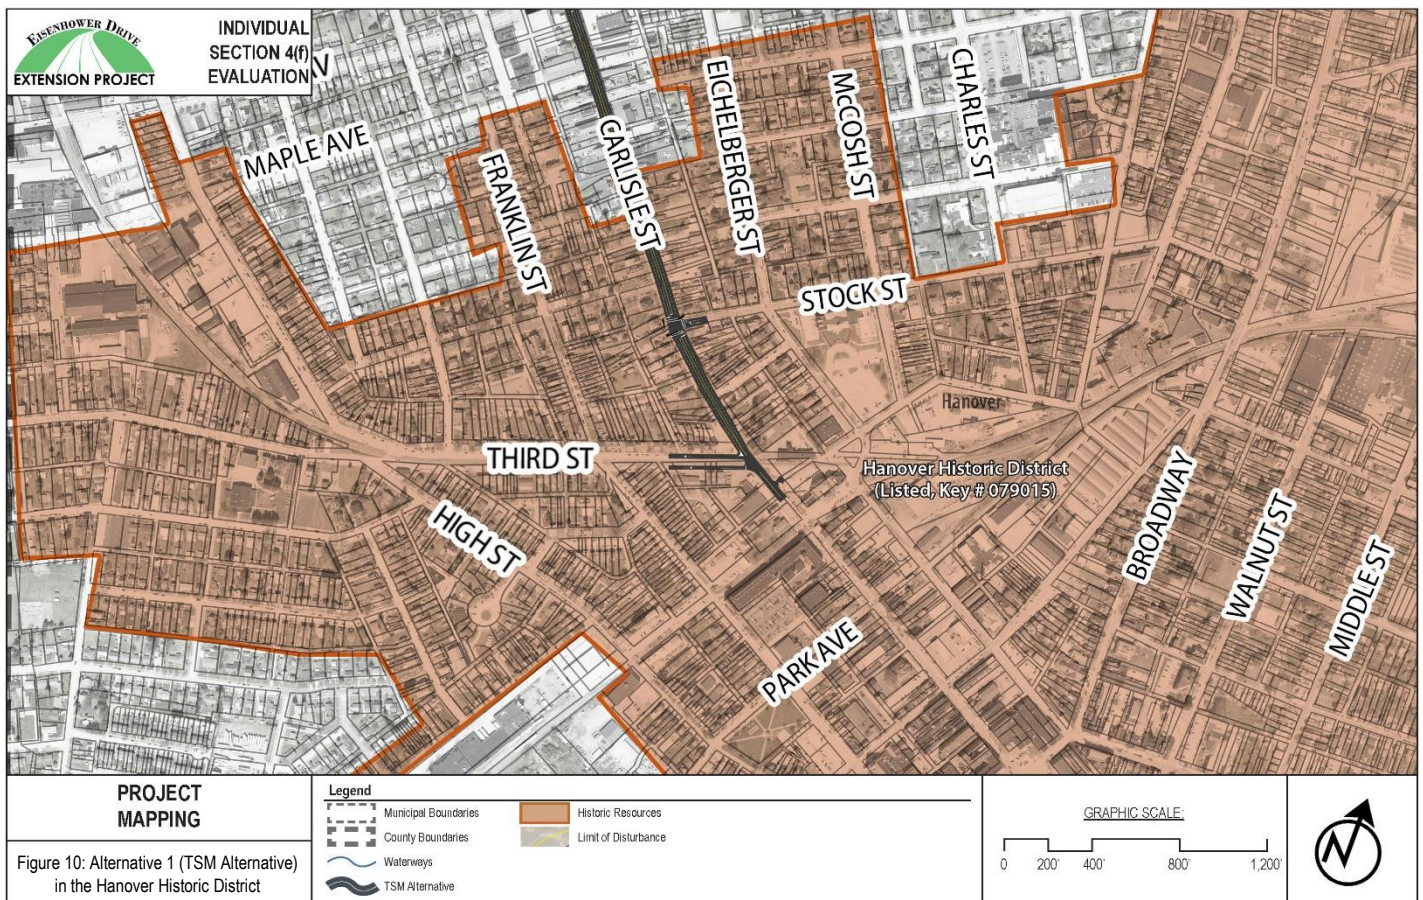 EISENHOWER DRIVE
EXTENSION PROJECT
INDIVIDUAL
SECTION 4(f)
EVALUATION
AV
MAPLE AVE
FRANKLIN ST
CARLISLE ST
EICHELBERGER ST
McCOSH ST
CHARLES ST
STOCK ST
Hanover
THIRD ST
Hanover Historic District
(Listed, Key # 079015)
HIGH ST
BROADWAY
WALNUT ST
MIDDLE ST
PARK AVE
PROJECT
MAPPING
Figure 10: Alternative 1 (TSM Alternative)
in the Hanover Historic District
Legend
Municipal Boundaries
County Boundaries
Waterways
TSM Alternative
Historic Resources
Limit of Disturbance
GRAPHIC SCALE:
0 200' 400' 800' 1,200'
N